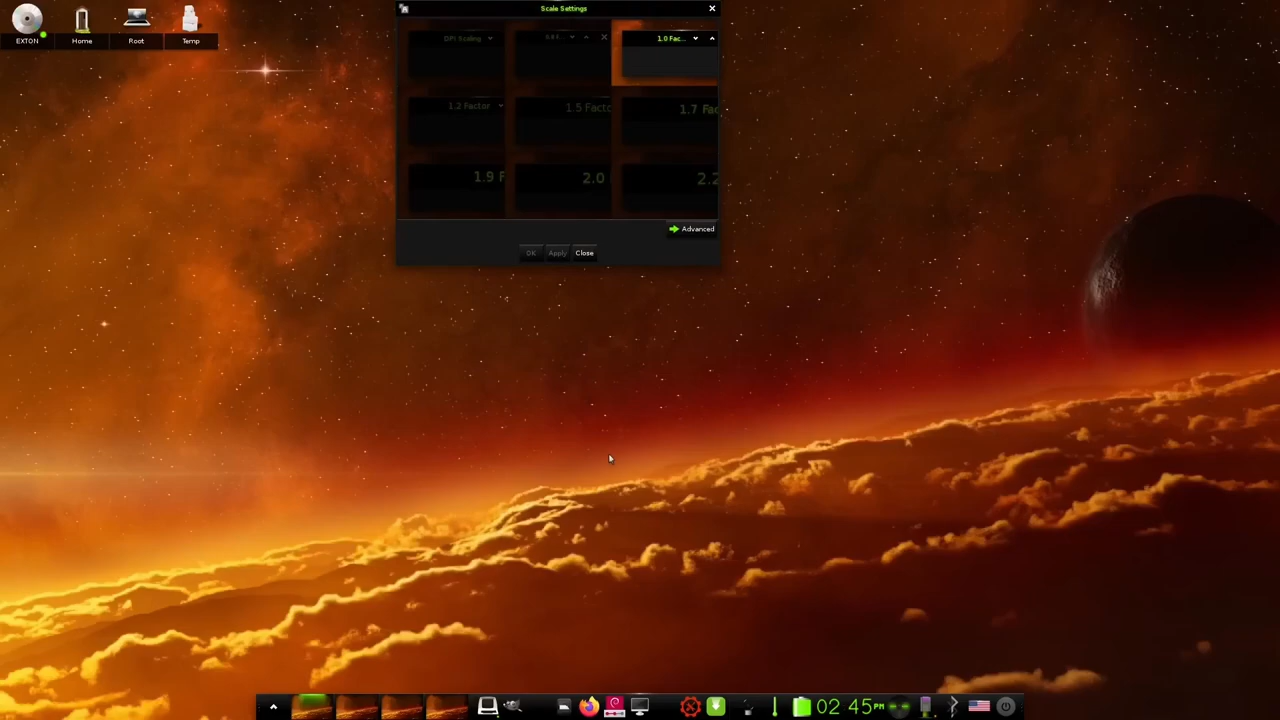 Scale Settings
DPI Scaling
1.0 Fac...
1.2 Factor
1.5 Facto
1.7 Fac
1.9 F
2.0
2.2
Advanced
OK
Apply
Close
EXTON
Home
Root
Temp
02 45PM